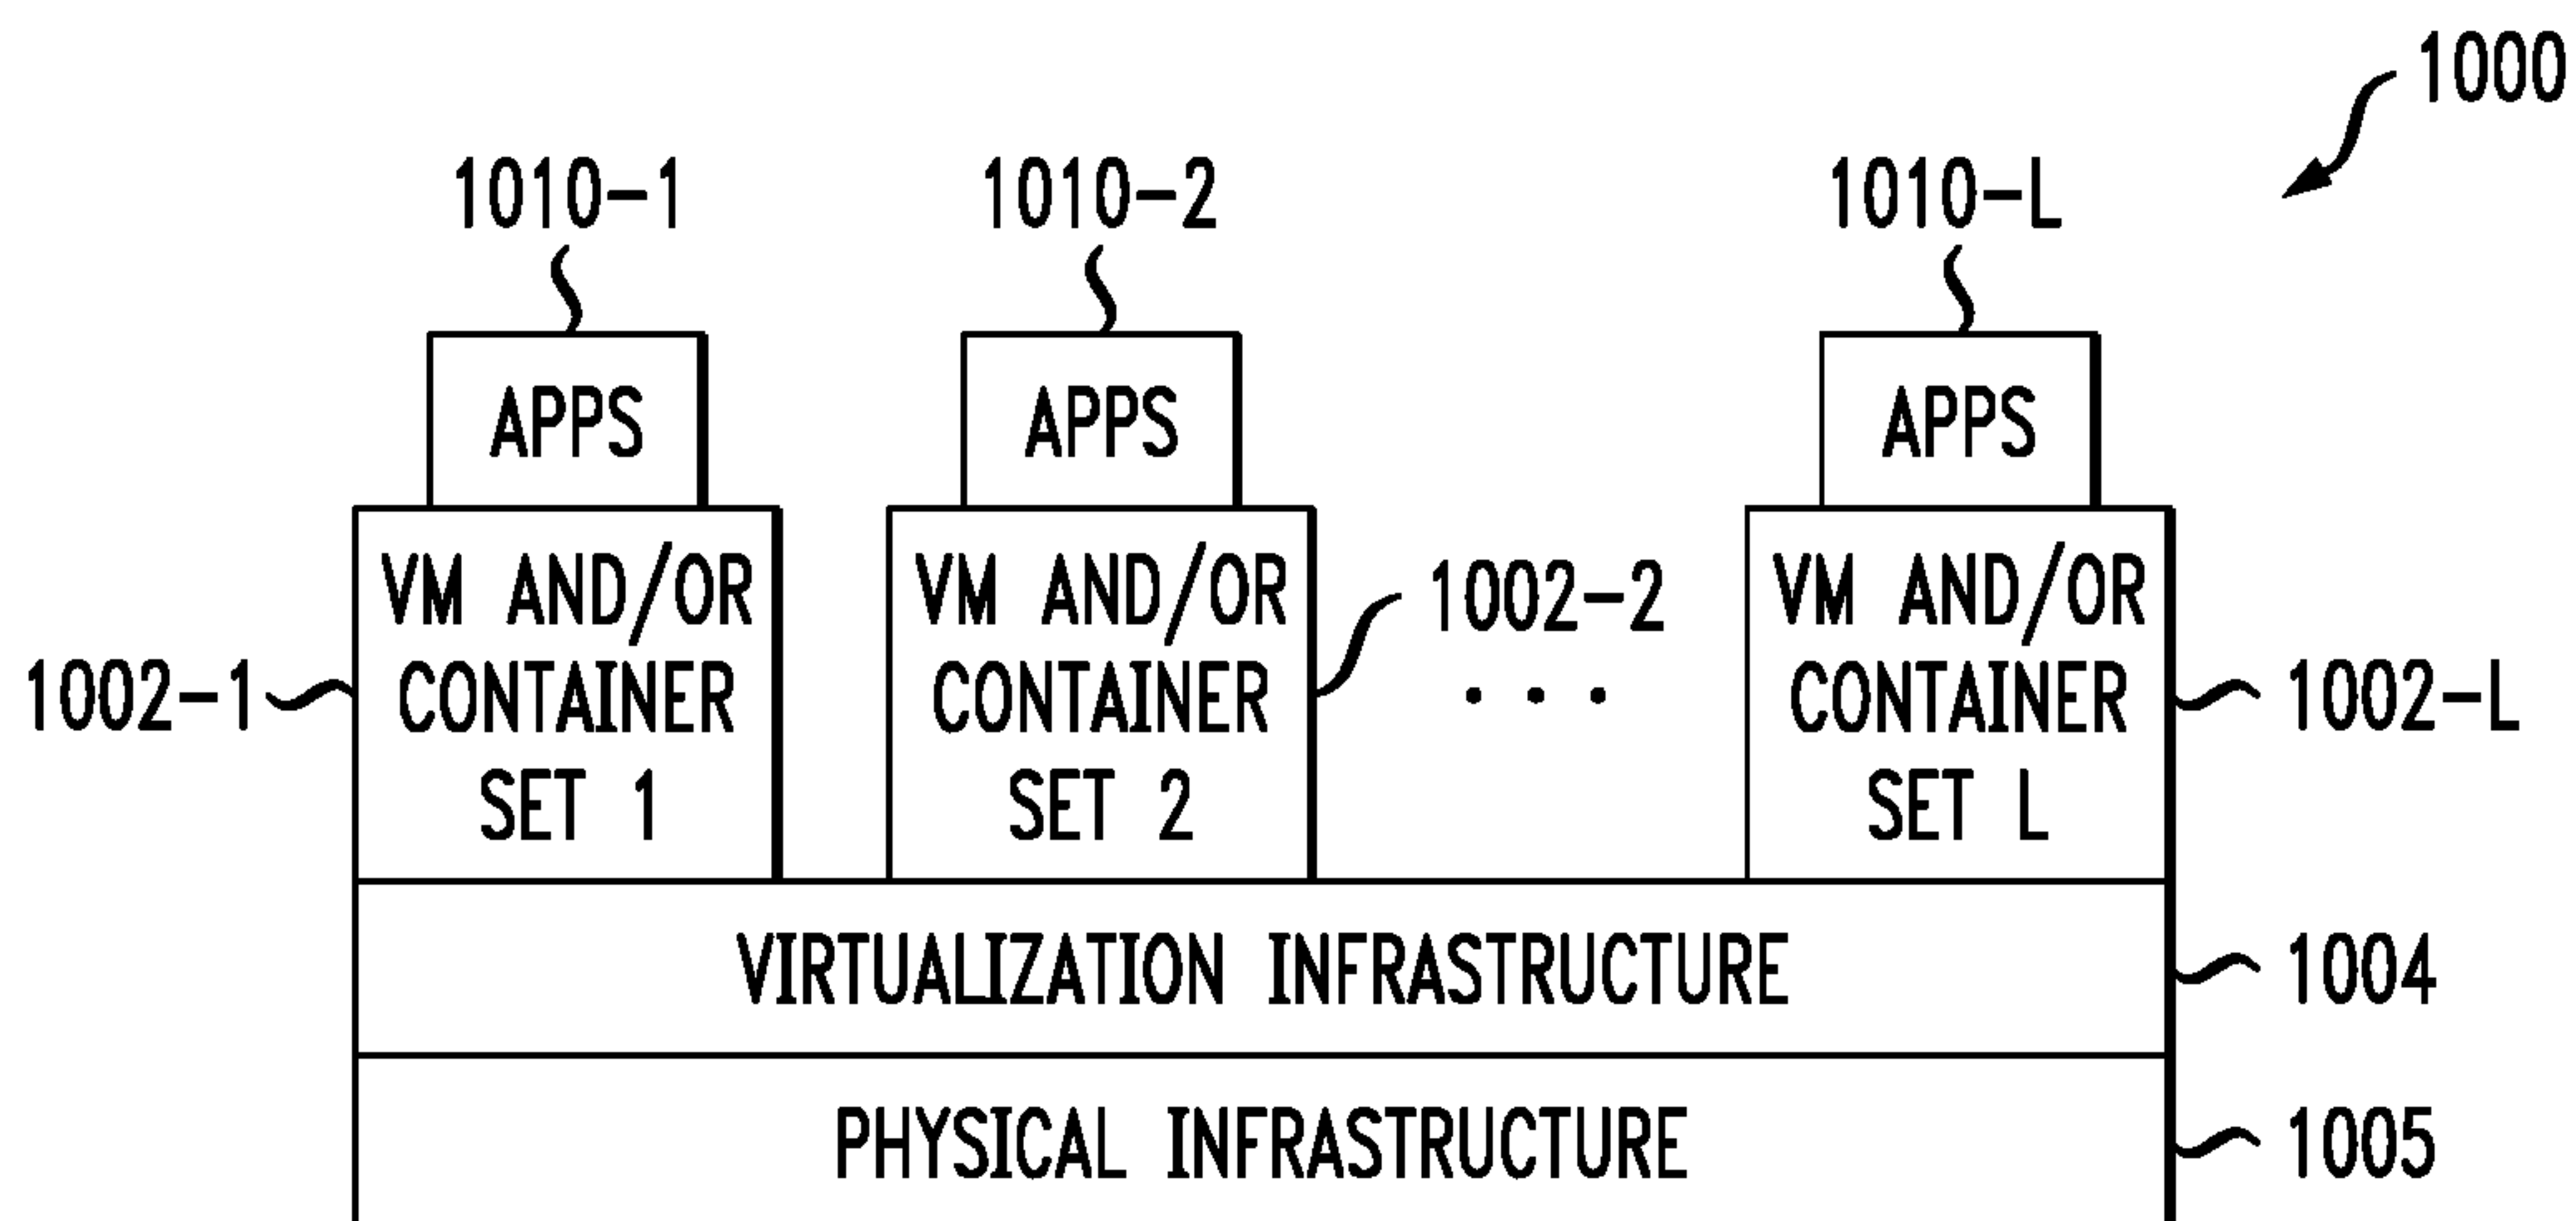 1000
1010-1
1010-2
1010-L
APPS
APPS
APPS
VM AND/OR
CONTAINER
SET 1
VM AND/OR
CONTAINER
SET 2
VM AND/OR
CONTAINER
SET L
1002-1
1002-2
. . .
1002-L
VIRTUALIZATION INFRASTRUCTURE
1004
PHYSICAL INFRASTRUCTURE
1005